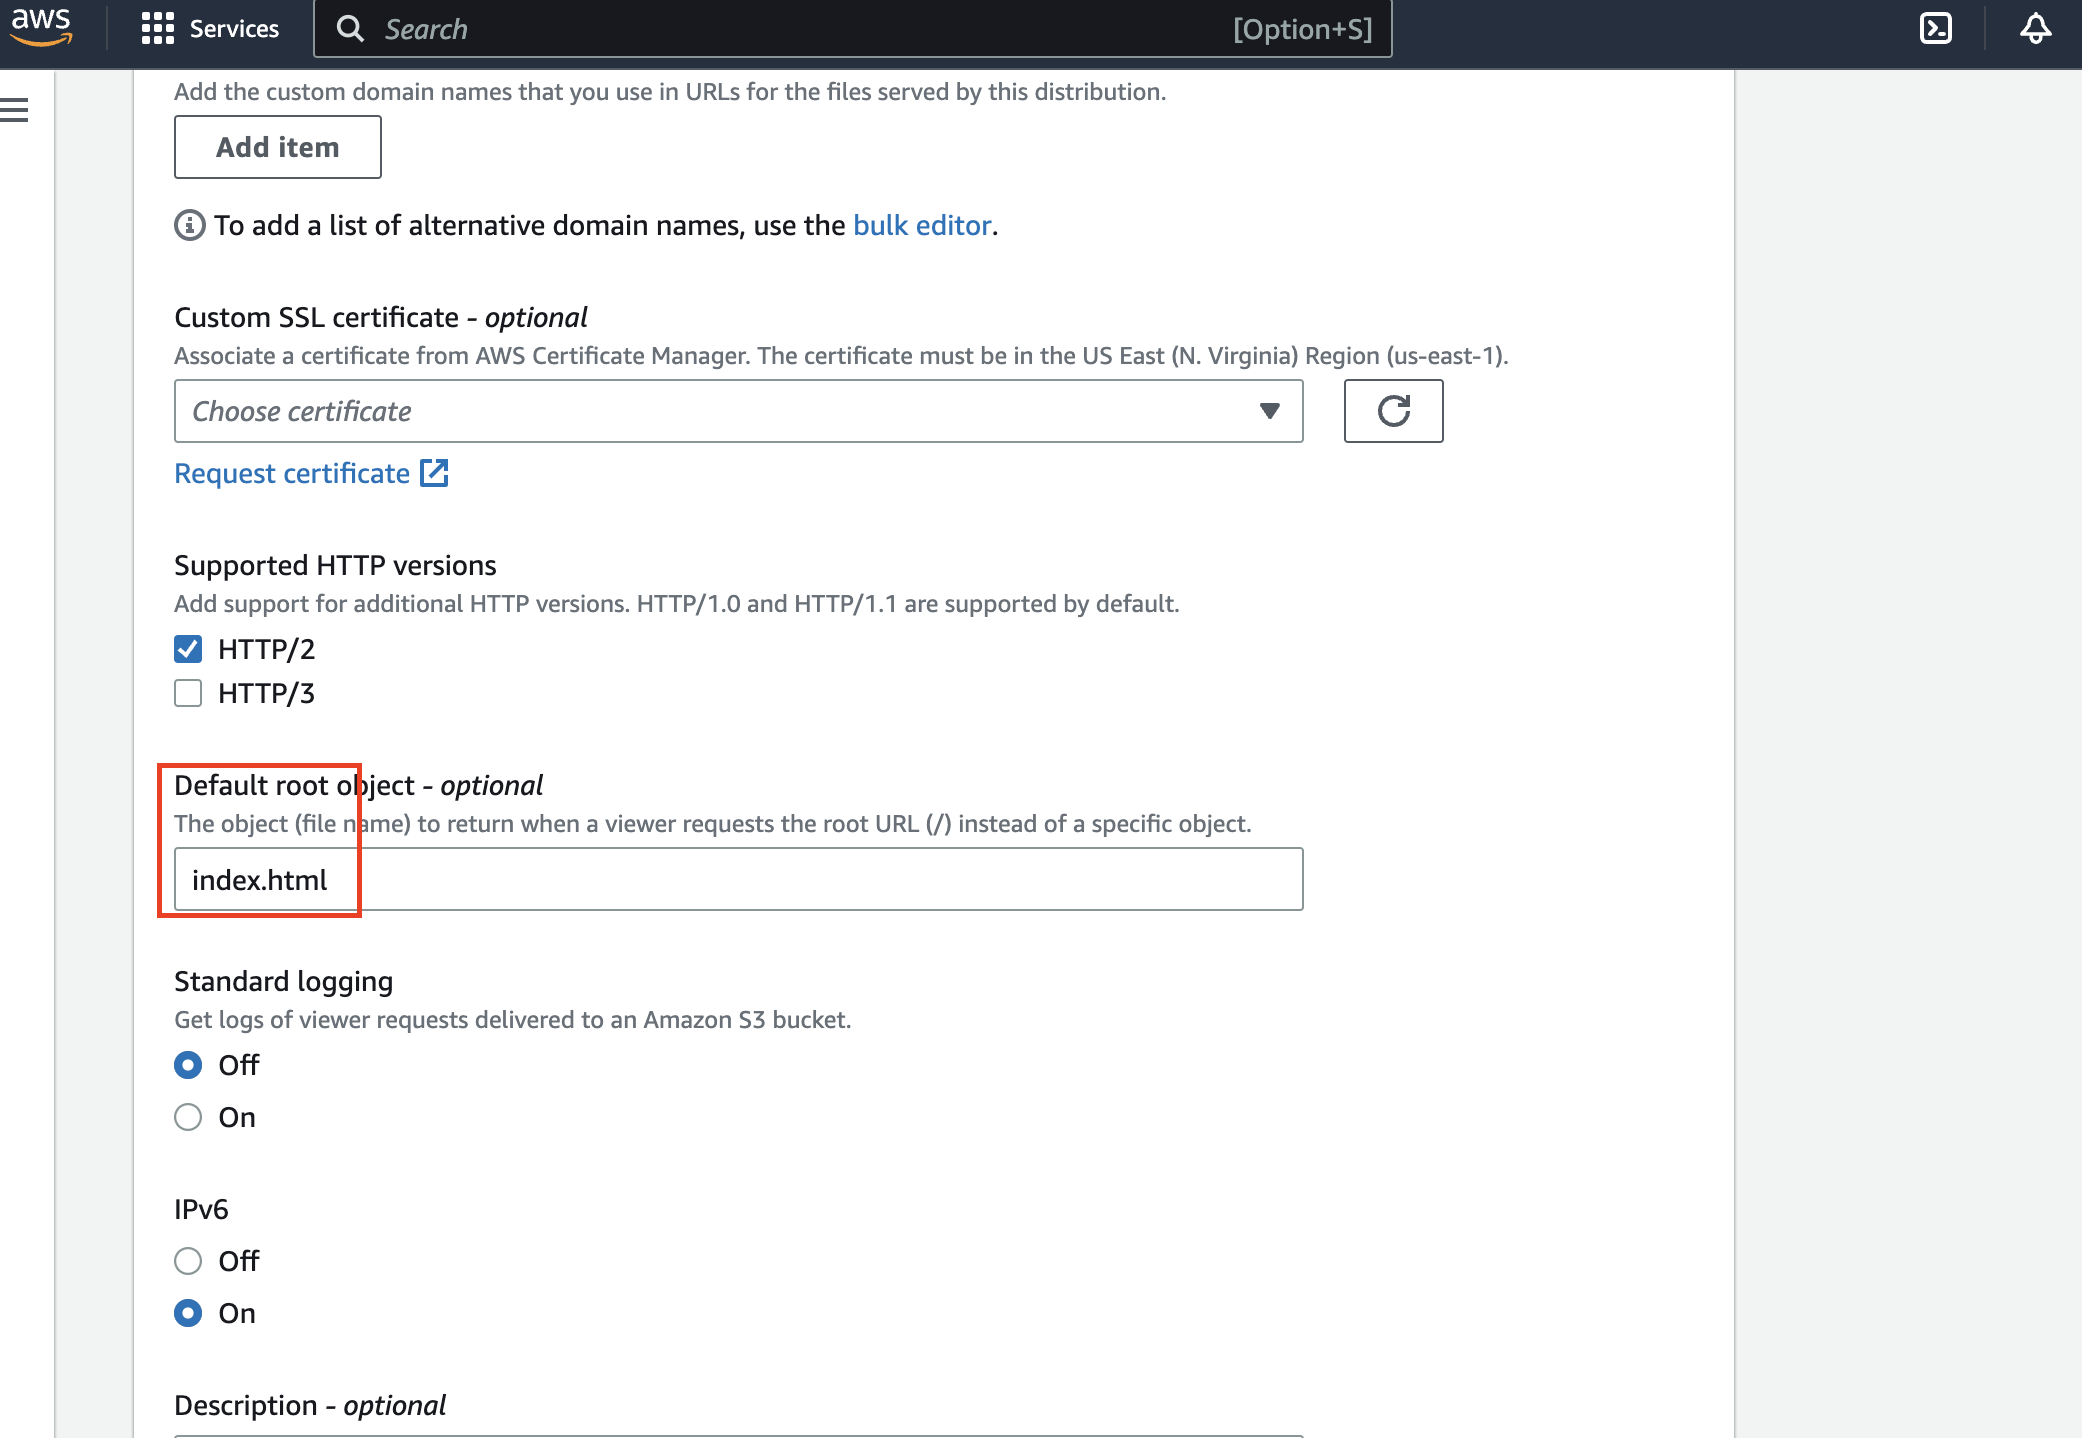 aws Services Search [Option+S]
Add the custom domain names that you use in URLs for the files served by this distribution.
Add item
To add a list of alternative domain names, use the bulk editor.
Custom SSL certificate - optional
Associate a certificate from AWS Certificate Manager. The certificate must be in the US East (N. Virginia) Region (us-east-1).
Choose certificate
Request certificate
Supported HTTP versions
Add support for additional HTTP versions. HTTP/1.0 and HTTP/1.1 are supported by default.
HTTP/2
HTTP/3
Default root object - optional
The object (file name) to return when a viewer requests the root URL (/) instead of a specific object.
index.html
Standard logging
Get logs of viewer requests delivered to an Amazon S3 bucket.
Off
On
IPv6
Off
On
Description - optional